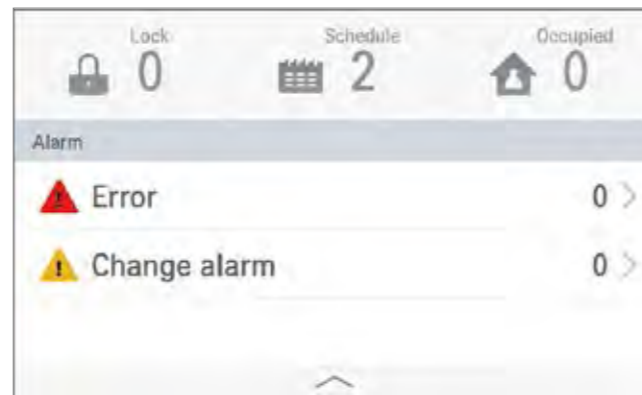 Lock Schedule Occupied
0 2 0
Alarm
Error 0
Change alarm 0